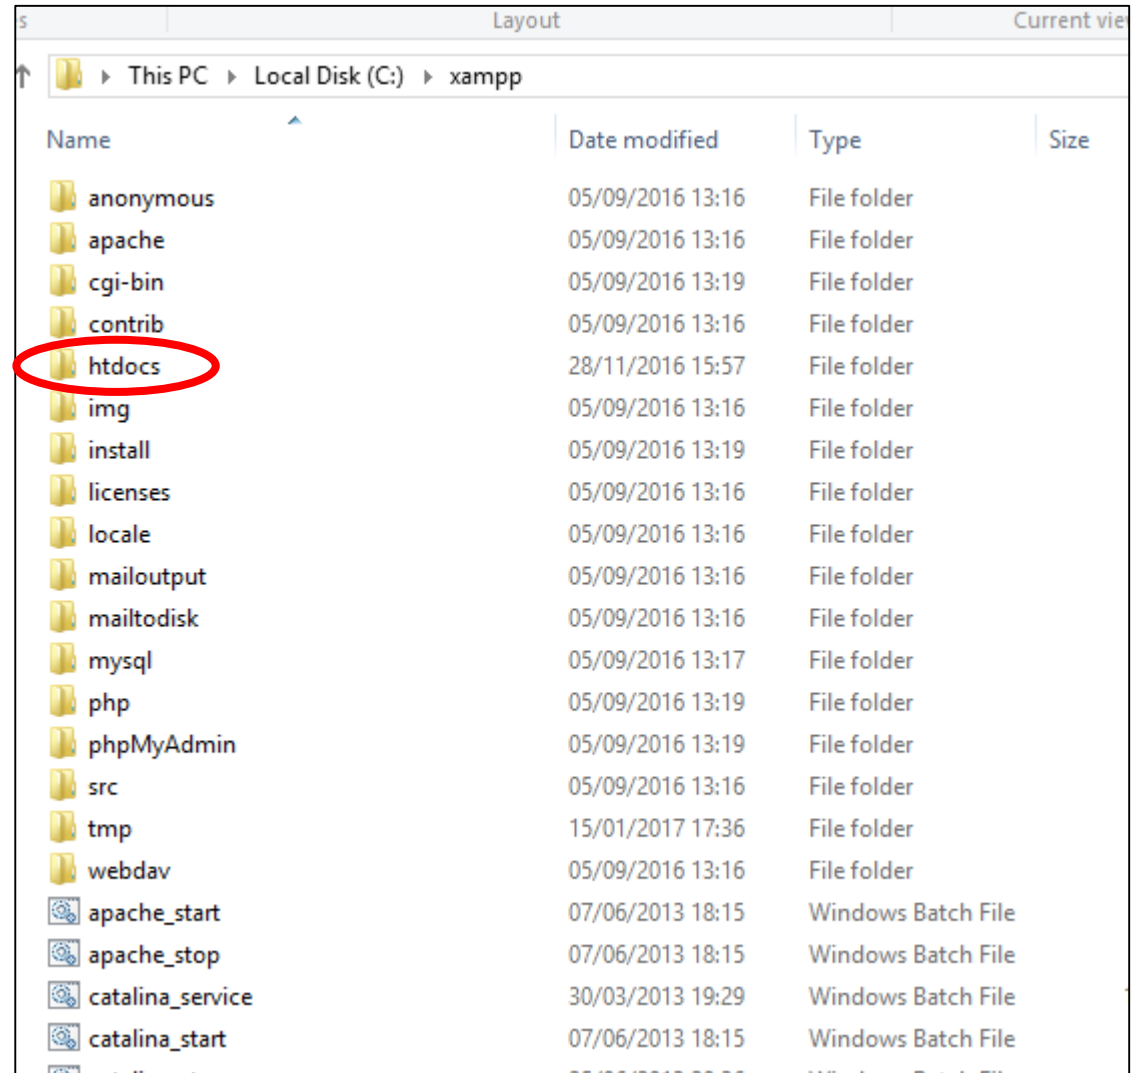 s Layout Current vie
This PC Local Disk (C:) xampp
Name Date modified Type Size
anonymous 05/09/2016 13:16 File folder
apache 05/09/2016 13:16 File folder
cgi-bin 05/09/2016 13:19 File folder
contrib 05/09/2016 13:16 File folder
htdocs 28/11/2016 15:57 File folder
img 05/09/2016 13:16 File folder
install 05/09/2016 13:19 File folder
licenses 05/09/2016 13:16 File folder
locale 05/09/2016 13:16 File folder
mailoutput 05/09/2016 13:16 File folder
mailtodisk 05/09/2016 13:16 File folder
mysql 05/09/2016 13:17 File folder
php 05/09/2016 13:19 File folder
phpMyAdmin 05/09/2016 13:19 File folder
src 05/09/2016 13:16 File folder
tmp 15/01/2017 17:36 File folder
webdav 05/09/2016 13:16 File folder
apache_start 07/06/2013 18:15 Windows Batch File
apache_stop 07/06/2013 18:15 Windows Batch File
catalina_service 30/03/2013 19:29 Windows Batch File
catalina_start 07/06/2013 18:15 Windows Batch File